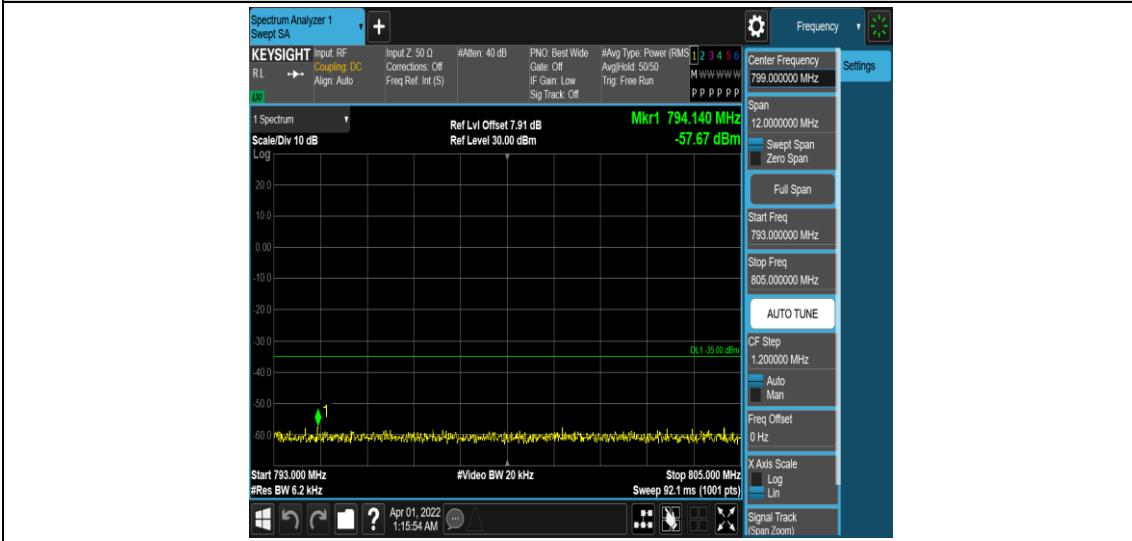 Spectrum Analyzer 1
Swept SA
+
Frequency
KEYSIGHT
R L
Input: RF
Coupling: DC
Align: Auto
Input Z: 50 Ω
Corrections: Off
Freq Ref: Int (S)
#Atten: 40 dB
PNO: Best Wide
Gate: Off
IF Gain: Low
Sig Track: Off
#Avg Type: Power (RMS
Avg|Hold: 50/50
Trig: Free Run
1 2 3 4 5 6
M W W W W W
P P P P P P
1 Spectrum
Scale/Div 10 dB
Log
Ref Lvl Offset 7.91 dB
Ref Level 30.00 dBm
Mkr1 794.140 MHz
-57.67 dBm
20.0
10.0
0.00
-10.0
-20.0
-30.0
DL1 -35.00 dBm
-40.0
-50.0
1
-60.0
Start 793.000 MHz
#Video BW 20 kHz
Stop 805.000 MHz
#Res BW 6.2 kHz
Sweep 92.1 ms (1001 pts)
?
Apr 01, 2022
1:15:54 AM
Center Frequency
799.000000 MHz
Settings
Span
12.0000000 MHz
Swept Span
Zero Span
Full Span
Start Freq
793.000000 MHz
Stop Freq
805.000000 MHz
AUTO TUNE
CF Step
1.200000 MHz
Auto
Man
Freq Offset
0 Hz
X Axis Scale
Log
Lin
Signal Track
(Span Zoom)